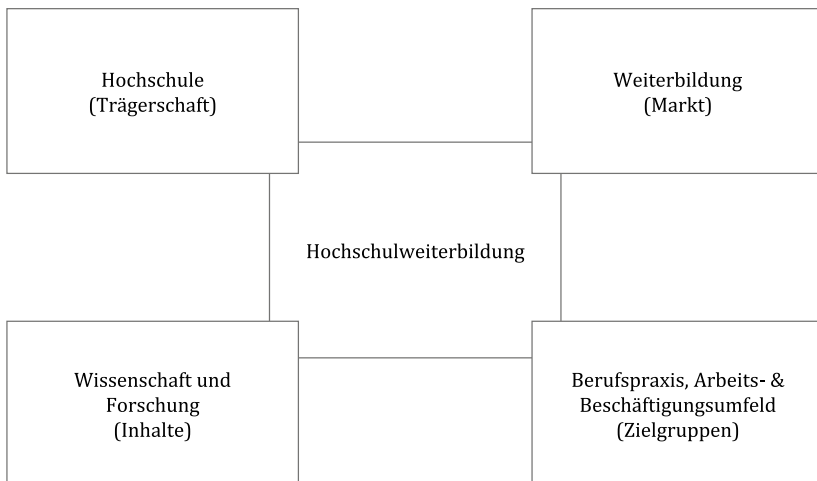 Hochschule
(Trägerschaft)
Weiterbildung
(Markt)
Hochschulweiterbildung
Wissenschaft und
Forschung
(Inhalte)
Berufspraxis, Arbeits- &
Beschäftigungsumfeld
(Zielgruppen)